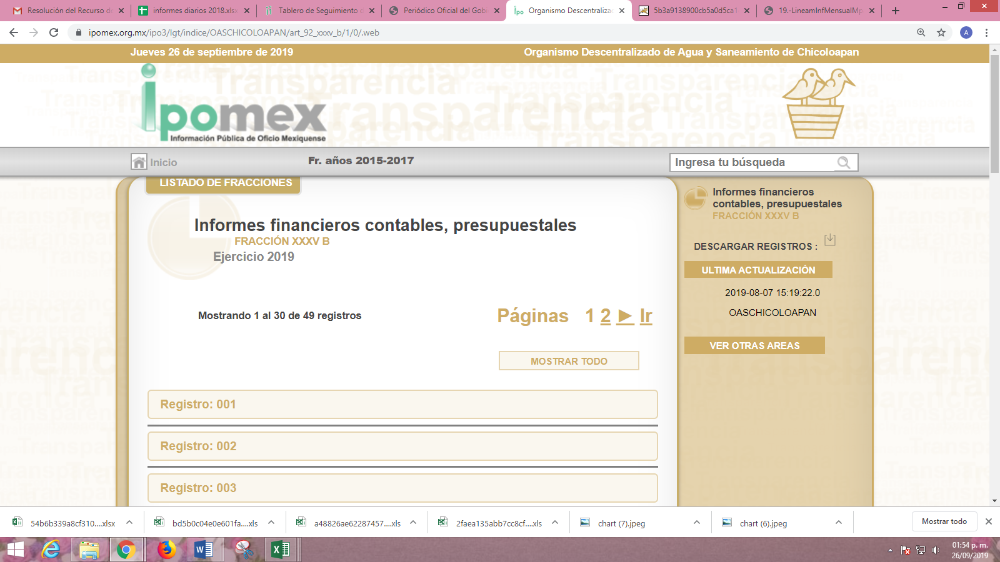 Resolución del Recurso de
informes diarios 2018.xlsx
Tablero de Seguimiento d
Periódico Oficial del Gobi
Organismo Descentraliza
5b3a9138900cb5a0d5ca1
19.-LineamInfMensualMp
ipomex.org.mx/ipo3/lgt/indice/OASCHICOLOAPAN/art_92_xxxv_b/1/0/.web
A
Jueves 26 de septiembre de 2019
Organismo Descentralizado de Agua y Saneamiento de Chicoloapan
Transparencia
ipomex
Información Pública de Oficio Mexiquense
Inicio
Fr. años 2015-2017
Ingresa tu búsqueda
LISTADO DE FRACCIONES
Informes financieros contables, presupuestales
FRACCIÓN XXXV B
Ejercicio 2019
Mostrando 1 al 30 de 49 registros
Páginas 1 2 ► Ir
MOSTRAR TODO
Registro: 001
Registro: 002
Registro: 003
Informes financieros
contables, presupuestales
FRACCIÓN XXXV B
DESCARGAR REGISTROS :
ULTIMA ACTUALIZACIÓN
2019-08-07 15:19:22.0
OASCHICOLOAPAN
VER OTRAS AREAS
54b6b339a8cf310....xlsx
bd5b0c04e0e601fa....xls
a48826ae62287457....xls
2faea135abb7cc8cf....xls
chart (7).jpeg
chart (6).jpeg
Mostrar todo
01:54 p. m.
26/09/2019